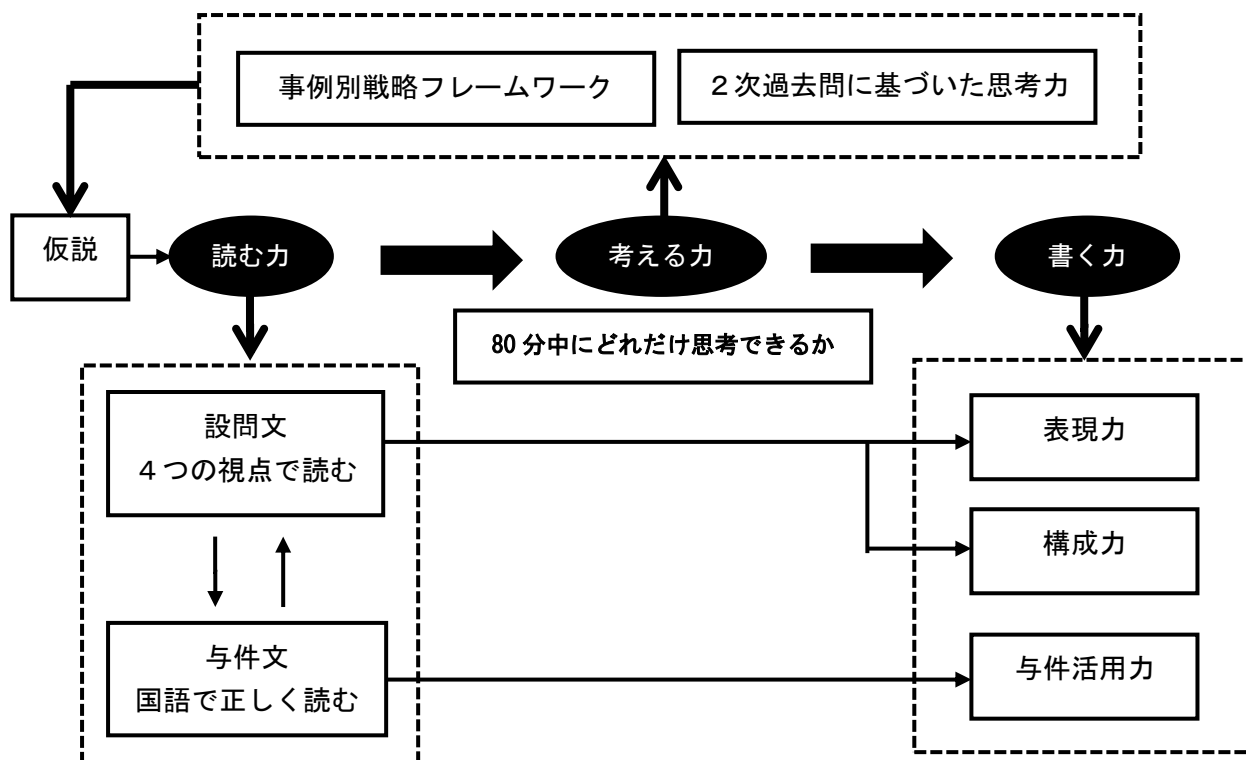 事例別戦略フレームワーク
２次過去問に基づいた思考力
仮説
読む力
考える力
書く力
80 分中にどれだけ思考できるか
設問文
４つの視点で読む
表現力
構成力
与件文
国語で正しく読む
与件活用力